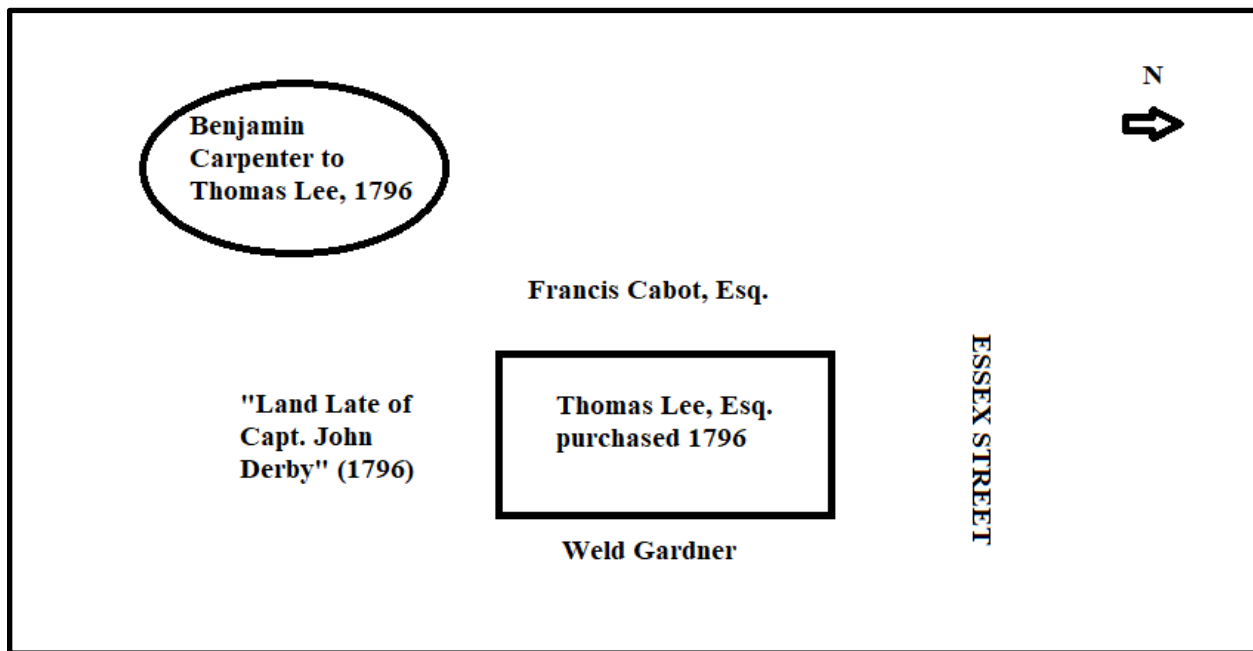 N
Benjamin
Carpenter to
Thomas Lee, 1796
Francis Cabot, Esq.
"Land Late of
Capt. John
Derby" (1796)
Thomas Lee, Esq.
purchased 1796
ESSEX STREET
Weld Gardner